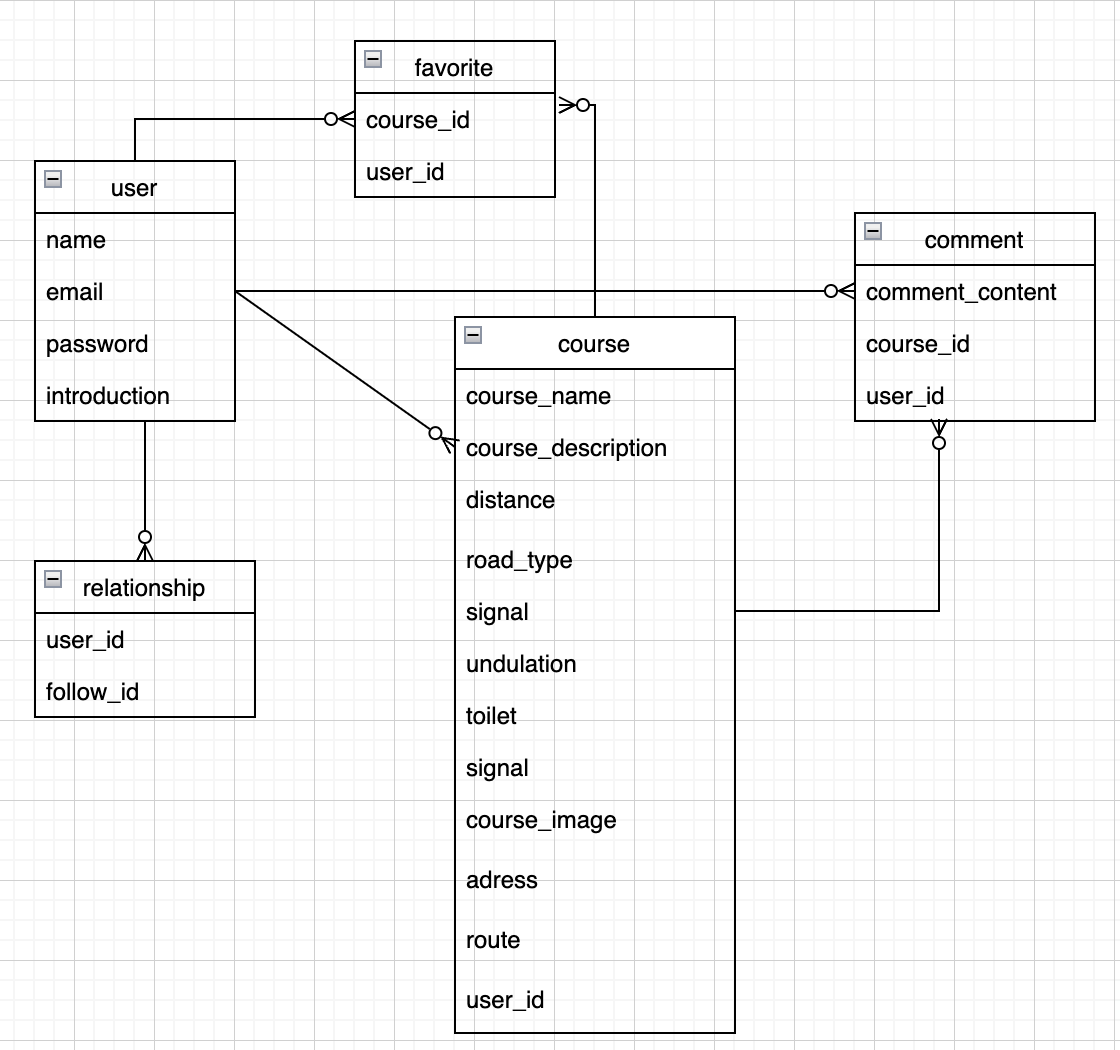 favorite
course_id
user_id
user
name
email
password
introduction
comment
comment_content
course_id
user_id
course
course_name
course_description
distance
road_type
signal
undulation
toilet
signal
course_image
adress
route
user_id
relationship
user_id
follow_id